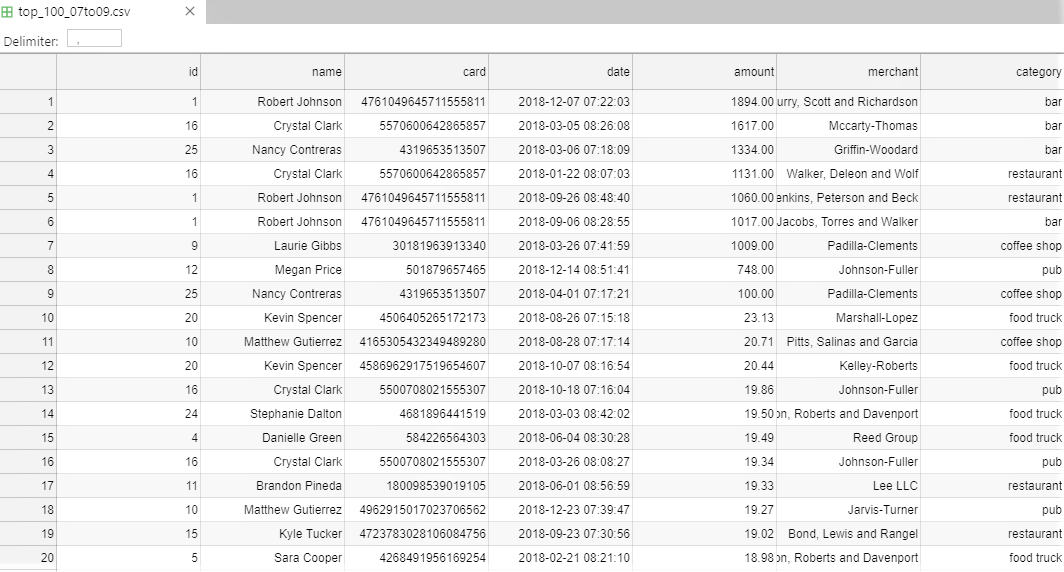 top_100_07to09.csv
Delimiter: ,
id name card date amount merchant category
1 1 Robert Johnson 4761049645711555811 2018-12-07 07:22:03 1894.00 urry, Scott and Richardson bar
2 16 Crystal Clark 5570600642865857 2018-03-05 08:26:08 1617.00 Mccarty-Thomas bar
3 25 Nancy Contreras 4319653513507 2018-03-06 07:18:09 1334.00 Griffin-Woodard bar
4 16 Crystal Clark 5570600642865857 2018-01-22 08:07:03 1131.00 Walker, Deleon and Wolf restaurant
5 1 Robert Johnson 4761049645711555811 2018-09-26 08:48:40 1060.00 enkins, Peterson and Beck restaurant
6 1 Robert Johnson 4761049645711555811 2018-09-06 08:28:55 1017.00 Jacobs, Torres and Walker bar
7 9 Laurie Gibbs 30181963913340 2018-03-26 07:41:59 1009.00 Padilla-Clements coffee shop
8 12 Megan Price 501879657465 2018-12-14 08:51:41 748.00 Johnson-Fuller pub
9 25 Nancy Contreras 4319653513507 2018-04-01 07:17:21 100.00 Padilla-Clements coffee shop
10 20 Kevin Spencer 4506405265172173 2018-08-26 07:15:18 23.13 Marshall-Lopez food truck
11 10 Matthew Gutierrez 4165305432349489280 2018-08-28 07:17:14 20.71 Pitts, Salinas and Garcia coffee shop
12 20 Kevin Spencer 4586962917519654607 2018-10-07 08:16:54 20.44 Kelley-Roberts food truck
13 16 Crystal Clark 5500708021555307 2018-10-18 07:16:04 19.86 Johnson-Fuller pub
14 24 Stephanie Dalton 4681896441519 2018-03-03 08:42:02 19.50 on, Roberts and Davenport food truck
15 4 Danielle Green 584226564303 2018-06-04 08:30:28 19.49 Reed Group food truck
16 16 Crystal Clark 5500708021555307 2018-03-26 08:08:27 19.34 Johnson-Fuller pub
17 11 Brandon Pineda 180098539019105 2018-06-01 08:56:59 19.33 Lee LLC restaurant
18 10 Matthew Gutierrez 4962915017023706562 2018-12-23 07:39:47 19.27 Jarvis-Turner pub
19 15 Kyle Tucker 4723783028106084756 2018-09-23 07:30:56 19.02 Bond, Lewis and Rangel restaurant
20 5 Sara Cooper 4268491956169254 2018-02-21 08:21:10 18.98 on, Roberts and Davenport food truck